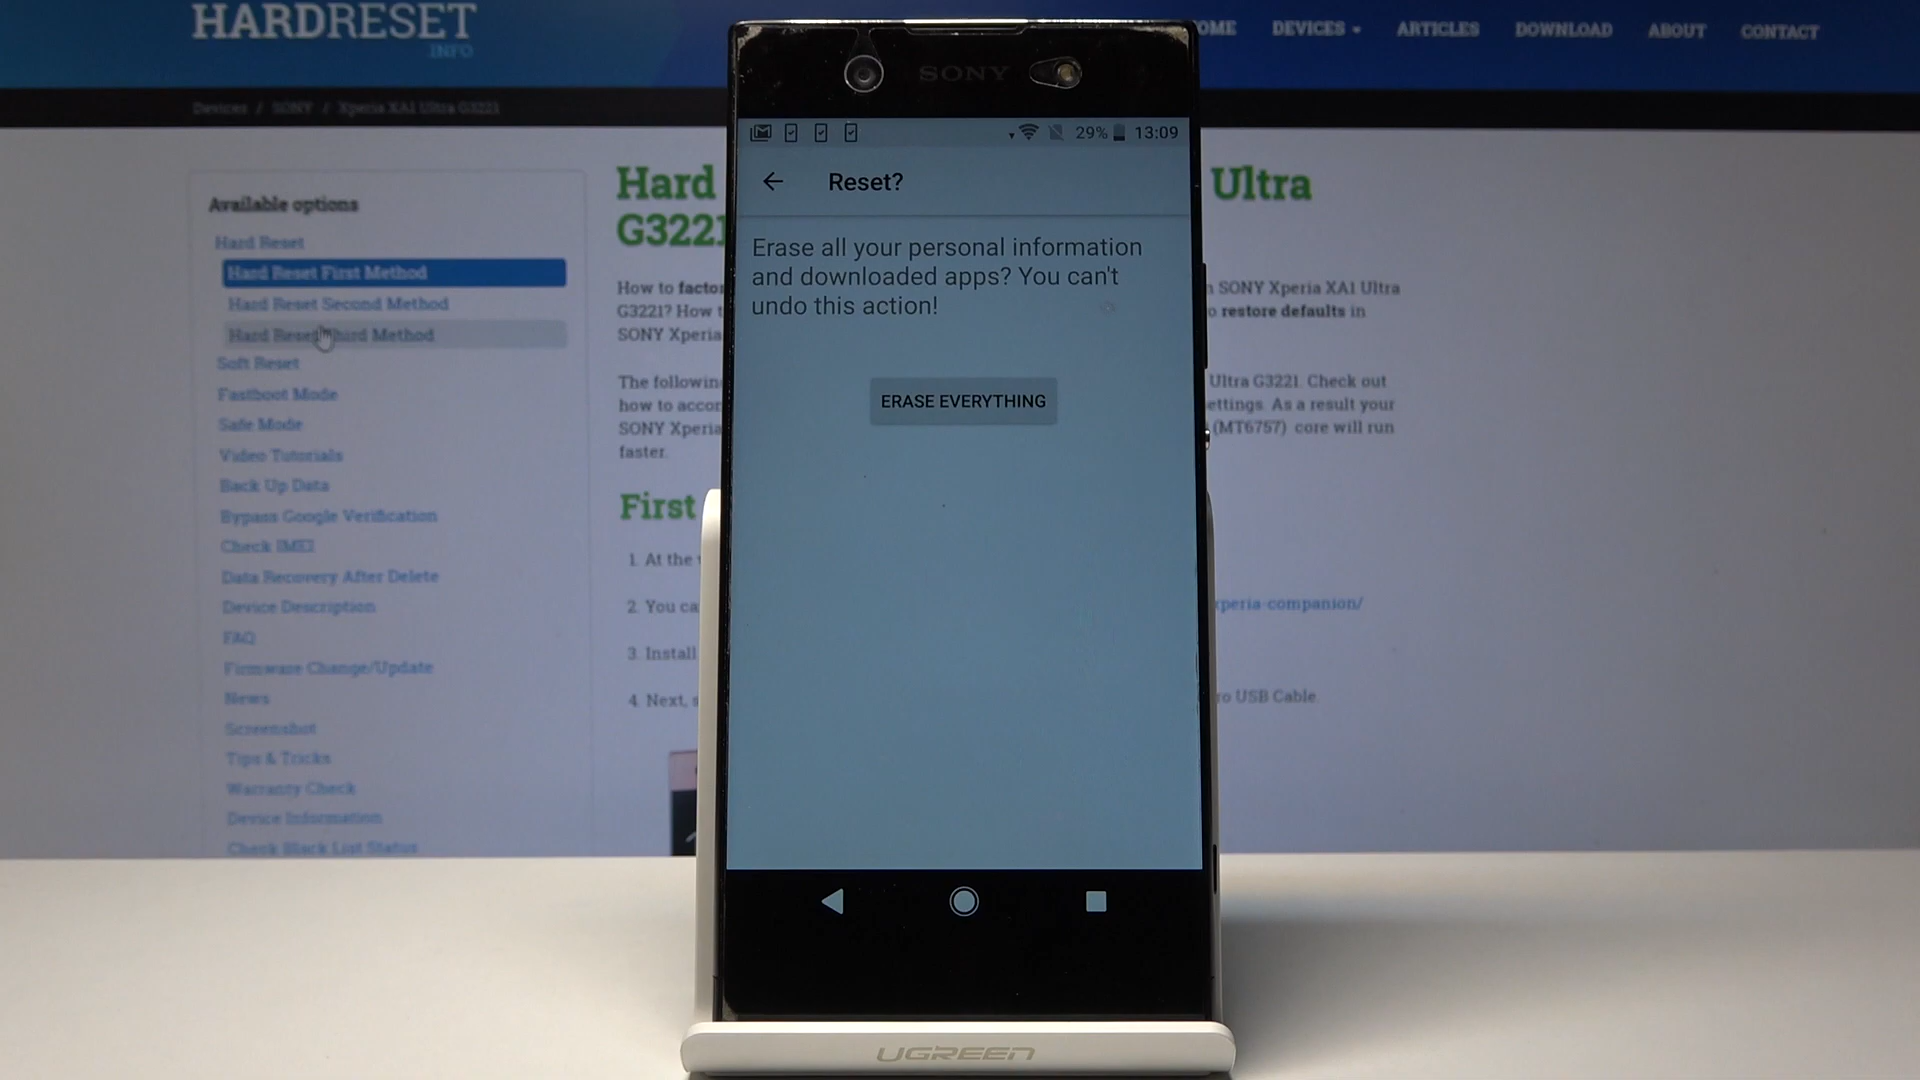 HARDRESET
.INFO
HOME DEVICES ARTICLES DOWNLOAD ABOUT CONTACT
Devices / SONY / Xperia XA1 Ultra G3221
Available options
Hard Reset
Hard Reset First Method
Hard Reset Second Method
Hard Reset Third Method
Soft Reset
Fastboot Mode
Safe Mode
Video Tutorials
Back Up Data
Bypass Google Verification
Check IMEI
Data Recovery After Delete
Device Description
FAQ
Firmware Change/Update
News
Screenshot
Tips & Tricks
Warranty Check
Device Information
Check Black List Status
Hard Ultra
G3221
How to SONY Xperia XA1 Ultra
G3221? How restore defaults in
SONY Xperia
The following Ultra G3221. Check out
how to settings. As a result your
SONY Xperia (MT6757) core will run
faster.
First
1. At the
2. You xperia-companion/
3. Install
4. Next, USB Cable.
SONY
29% 13:09
Reset?
Erase all your personal information
and downloaded apps? You can't
undo this action!
ERASE EVERYTHING
UGREEN